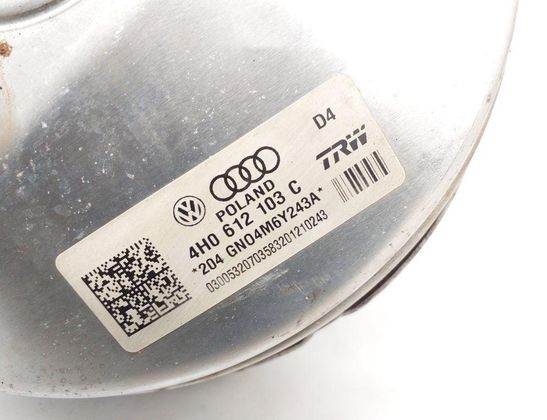 D4
TRW
POLAND
4H0 612 103 C
*204 GN04M6Y243A*
03005320703583201210243